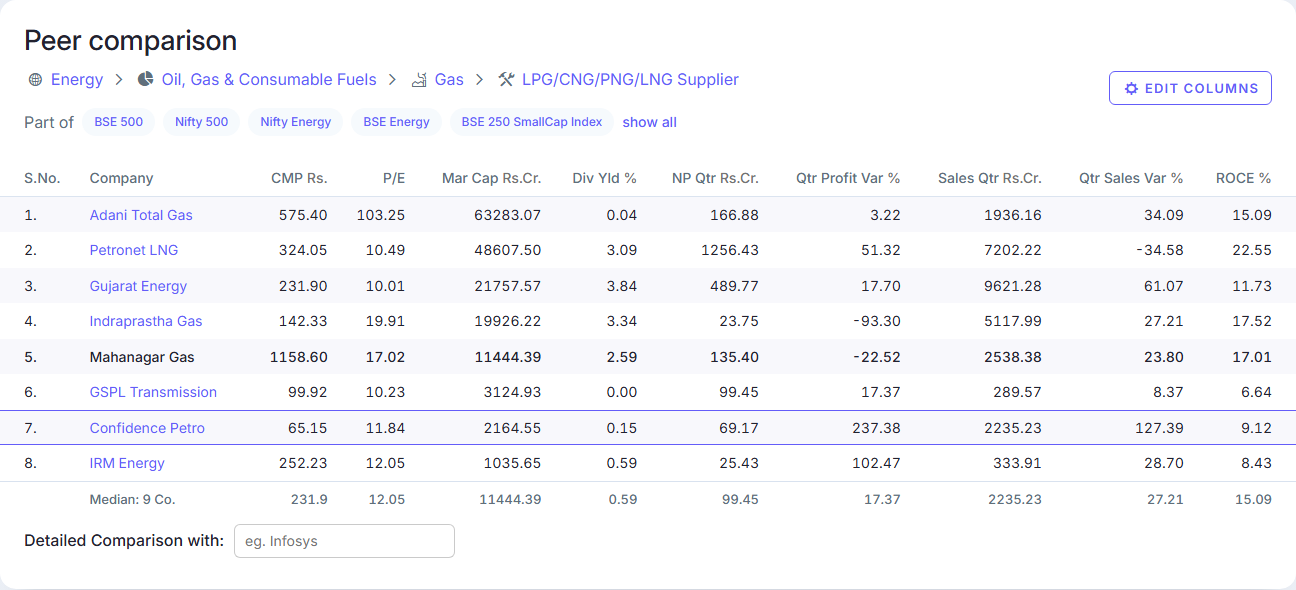 Peer comparison
Energy > Oil, Gas & Consumable Fuels > Gas > LPG/CNG/PNG/LNG Supplier
EDIT COLUMNS
Part of BSE 500 Nifty 500 Nifty Energy BSE Energy BSE 250 SmallCap Index show all
S.No. Company CMP Rs. P/E Mar Cap Rs.Cr. Div Yld % NP Qtr Rs.Cr. Qtr Profit Var % Sales Qtr Rs.Cr. Qtr Sales Var % ROCE %
1. Adani Total Gas 575.40 103.25 63283.07 0.04 166.88 3.22 1936.16 34.09 15.09
2. Petronet LNG 324.05 10.49 48607.50 3.09 1256.43 51.32 7202.22 -34.58 22.55
3. Gujarat Energy 231.90 10.01 21757.57 3.84 489.77 17.70 9621.28 61.07 11.73
4. Indraprastha Gas 142.33 19.91 19926.22 3.34 23.75 -93.30 5117.99 27.21 17.52
5. Mahanagar Gas 1158.60 17.02 11444.39 2.59 135.40 -22.52 2538.38 23.80 17.01
6. GSPL Transmission 99.92 10.23 3124.93 0.00 99.45 17.37 289.57 8.37 6.64
7. Confidence Petro 65.15 11.84 2164.55 0.15 69.17 237.38 2235.23 127.39 9.12
8. IRM Energy 252.23 12.05 1035.65 0.59 25.43 102.47 333.91 28.70 8.43
Median: 9 Co. 231.9 12.05 11444.39 0.59 99.45 17.37 2235.23 27.21 15.09
Detailed Comparison with: eg. Infosys